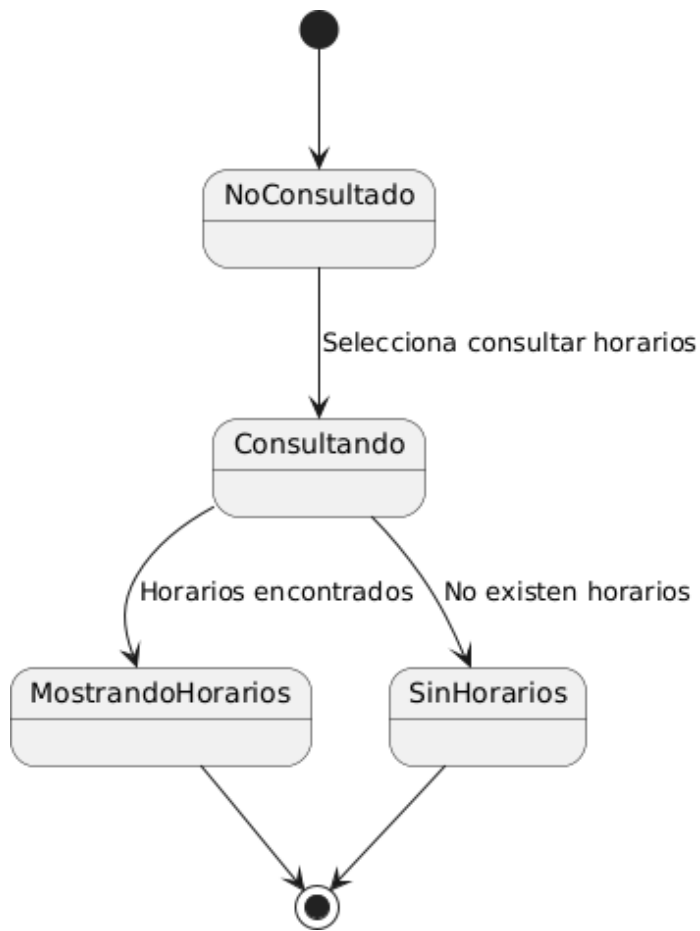 NoConsultado
Selecciona consultar horarios
Consultando
Horarios encontrados
No existen horarios
MostrandoHorarios
SinHorarios